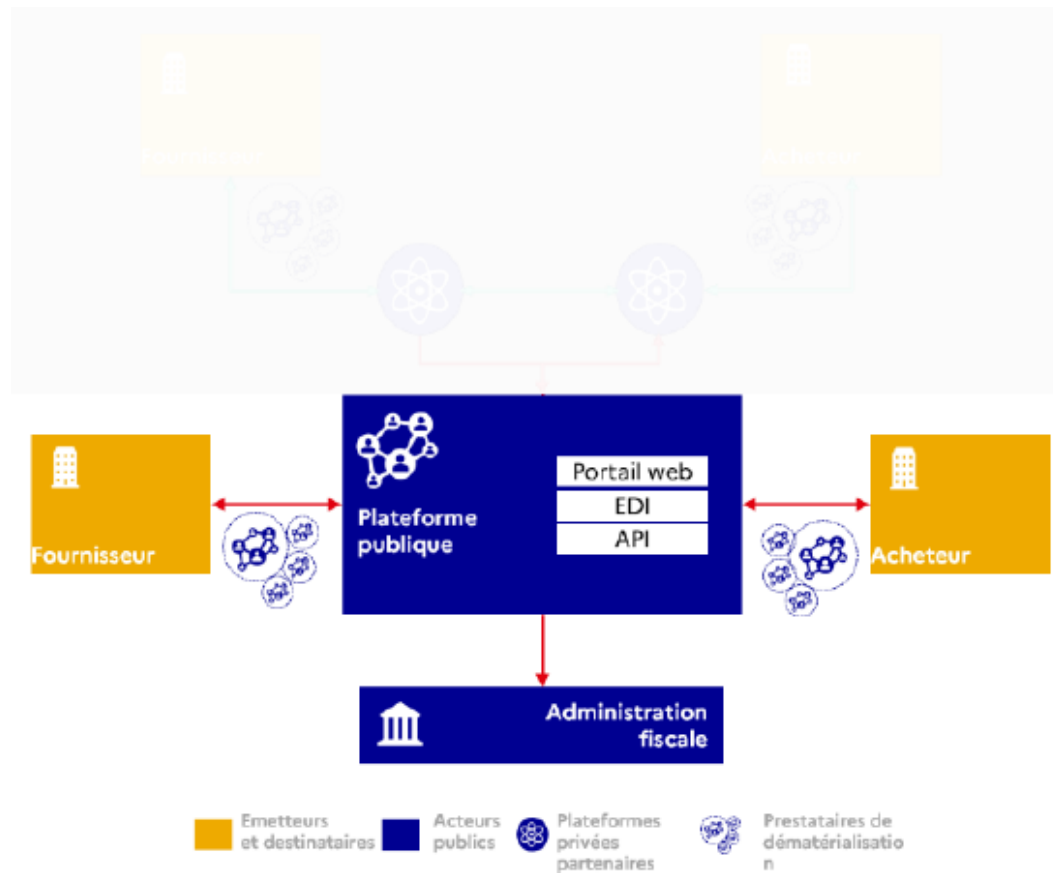 Portail web
EDI
API
Plateforme
publique
Fournisseur
Acheteur
Administration
fiscale
Emetteurs
et destinataires
Acteurs
publics
Plateformes
privées
partenaires
Prestataires de
dématérialisatio
n